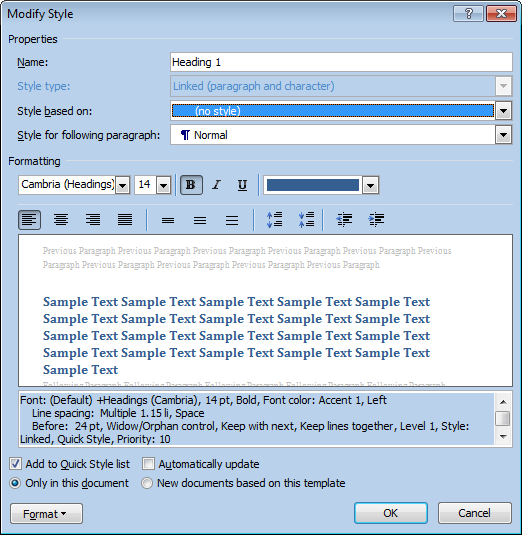 Modify Style
Properties
Name: Heading 1
Style type: Linked (paragraph and character)
Style based on: (no style)
Style for following paragraph: ¶ Normal
Formatting
Cambria (Headings) 14 B I U
Previous Paragraph Previous Paragraph Previous Paragraph Previous Paragraph Previous
Paragraph Previous Paragraph Previous Paragraph Previous Paragraph Previous Paragraph
Sample Text Sample Text Sample Text Sample Text Sample Text
Sample Text Sample Text Sample Text Sample Text Sample Text
Sample Text Sample Text Sample Text Sample Text Sample Text
Sample Text Sample Text Sample Text Sample Text Sample Text
Sample Text
Following Paragraph Following Paragraph Following Paragraph Following Paragraph
Font: (Default) +Headings (Cambria), 14 pt, Bold, Font color: Accent 1, Left
Line spacing: Multiple 1.15 li, Space
Before: 24 pt, Widow/Orphan control, Keep with next, Keep lines together, Level 1, Style:
Linked, Quick Style, Priority: 10
Add to Quick Style list Automatically update
Only in this document New documents based on this template
Format OK Cancel